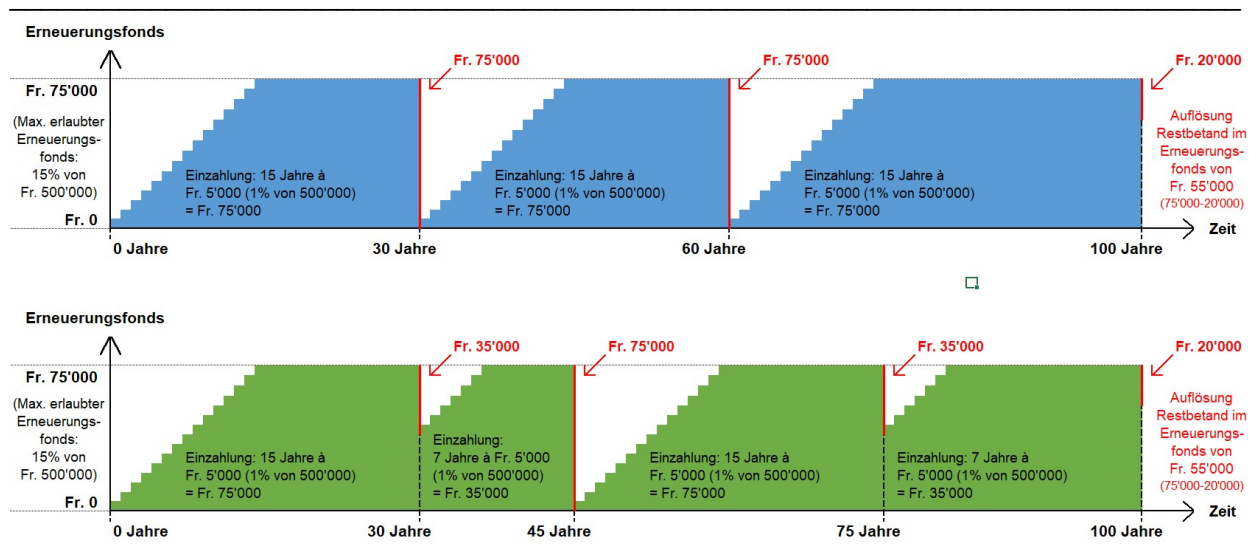 Erneuerungsfonds
Fr. 75'000
Fr. 75'000
Fr. 20'000
Fr. 75'000
(Max. erlaubter
Erneuerungs-
fonds:
15% von
Fr. 500'000)
Fr. 0
Einzahlung: 15 Jahre à
Fr. 5'000 (1% von 500'000)
= Fr. 75'000
Einzahlung: 15 Jahre à
Fr. 5'000 (1% von 500'000)
= Fr. 75'000
Einzahlung: 15 Jahre à
Fr. 5'000 (1% von 500'000)
= Fr. 75'000
Auflösung
Restbetand im
Erneuerungs-
fonds von
Fr. 55'000
(75'000-20'000)
Zeit
0 Jahre
30 Jahre
60 Jahre
100 Jahre
Erneuerungsfonds
Fr. 35'000
Fr. 75'000
Fr. 35'000
Fr. 20'000
Fr. 75'000
(Max. erlaubter
Erneuerungs-
fonds:
15% von
Fr. 500'000)
Fr. 0
Einzahlung: 15 Jahre à
Fr. 5'000 (1% von 500'000)
= Fr. 75'000
Einzahlung:
7 Jahre à Fr. 5'000
(1% von 500'000)
= Fr. 35'000
Einzahlung: 15 Jahre à
Fr. 5'000 (1% von 500'000)
= Fr. 75'000
Einzahlung: 7 Jahre à
Fr. 5'000 (1% von 500'000)
= Fr. 35'000
Auflösung
Restbetand im
Erneuerungs-
fonds von
Fr. 55'000
(75'000-20'000)
Zeit
0 Jahre
30 Jahre
45 Jahre
75 Jahre
100 Jahre